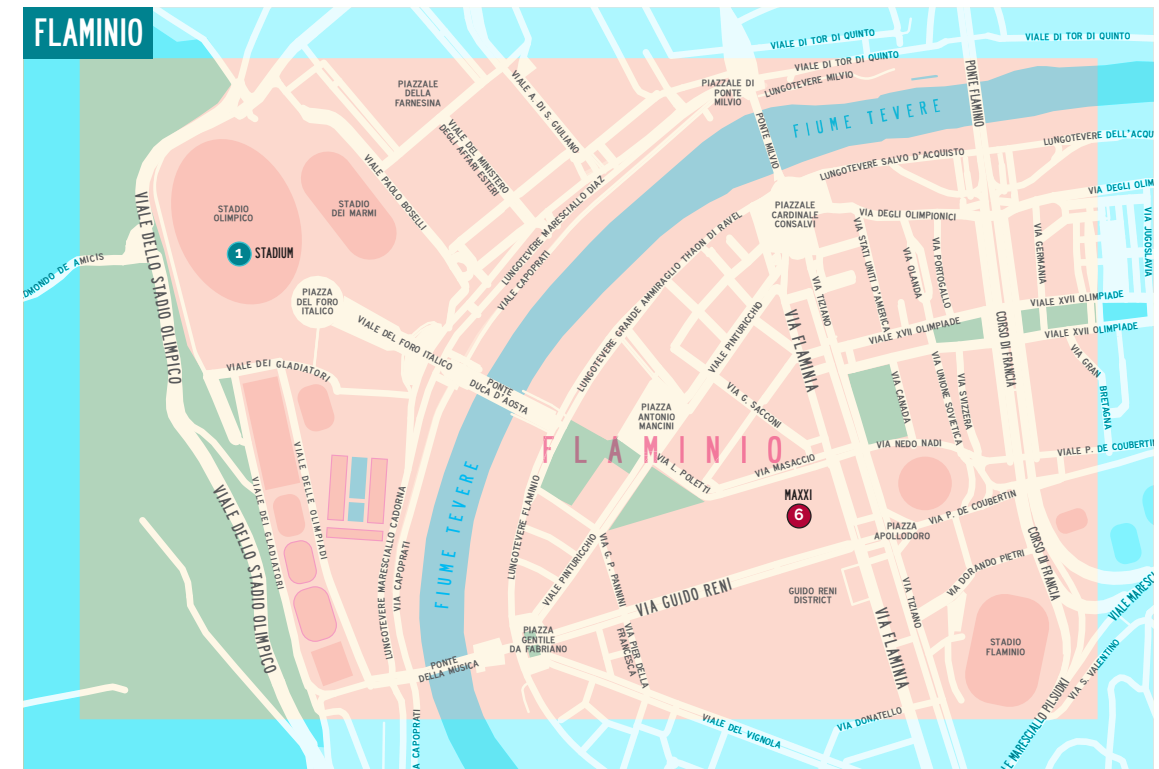 FLAMINIO
VIALE DI TOR DI QUINTO
VIALE DI TOR DI QUINTO
VIALE DI TOR DI QUINTO
LUNGOTEVERE MILVIO
PIAZZALE
DELLA
FARNESINA
VIALE A. DI S. GIULIANO
PIAZZALE DI
PONTE
MILVIO
PONTE FLAMINIO
FIUME TEVERE
PONTE MILVIO
VIALE DEL MINISTERO
DEGLI AFFARI ESTERI
LUNGOTEVERE DELL'ACQU
LUNGOTEVERE SALVO D'ACQUISTO
VIALE PAOLO BOSELLI
LUNGOTEVERE MARESCIALLO DIAZ
VIALE CAPOPRATI
VIALE DELLO STADIO OLIMPICO
STADIO
OLIMPICO
STADIO
DEI MARMI
1 STADIUM
PIAZZALE
CARDINALE
CONSALVI
VIA DEGLI OLIMPIONICI
VIA DEGLI OLIM
VIA JUGOSLAVIA
VIA GERMANIA
VIA PORTOGALLO
VIA OLANDA
VIA STATI UNITI D'AMERICA
LUNGOTEVERE GRANDE AMMIRAGLIO THAON DI RAVEL
DMONDO DE AMICIS
PIAZZA
DEL FORO
ITALICO
VIALE DEL FORO ITALICO
VIA TIZIANO
VIA FLAMINIA
VIALE PINTURICCHIO
VIALE XVII OLIMPIADE
VIALE XVII OLIMPIADE
VIALE XVII OLIMPIADE
CORSO DI FRANCIA
VIA GRAN
BRETAGNA
VIA UNIONE SOVIETICA
VIA SVIZZERA
VIA CANADA
VIALE DEI GLADIATORI
PONTE
DUCA D'AOSTA
VIA G. SACCONI
PIAZZA
ANTONIO
MANCINI
FLAMINIO
VIA L. POLETTI
VIA MASACCIO
VIA NEDO NADI
VIALE P. DE COUBERTI
MAXXI
6
VIA P. DE COUBERTIN
PIAZZA
APOLLODORO
VIALE DELLE OLIMPIADI
VIALE DEI GLADIATORI
VIALE DELLO STADIO OLIMPICO
LUNGOTEVERE MARESCIALLO CADORNA
VIA CAPOPRATI
FIUME TEVERE
LUNGOTEVERE FLAMINIO
VIALE PINTURICCHIO
VIA G. P. PANNINI
VIA GUIDO RENI
GUIDO RENI
DISTRICT
VIA TIZIANO
VIA DORANDO PIETRI
CORSO DI FRANCIA
VIALE MARESC
VIA FLAMINIA
STADIO
FLAMINIO
VIA S. VALENTINO
LE MARESCIALLO PILSUDKI
PIAZZA
GENTILE
DA FABRIANO
VIA PIER DELLA
FRANCESCA
PONTE
DELLA MUSICA
A CAPOPRATI
VIALE DEL VIGNOLA
VIA DONATELLO